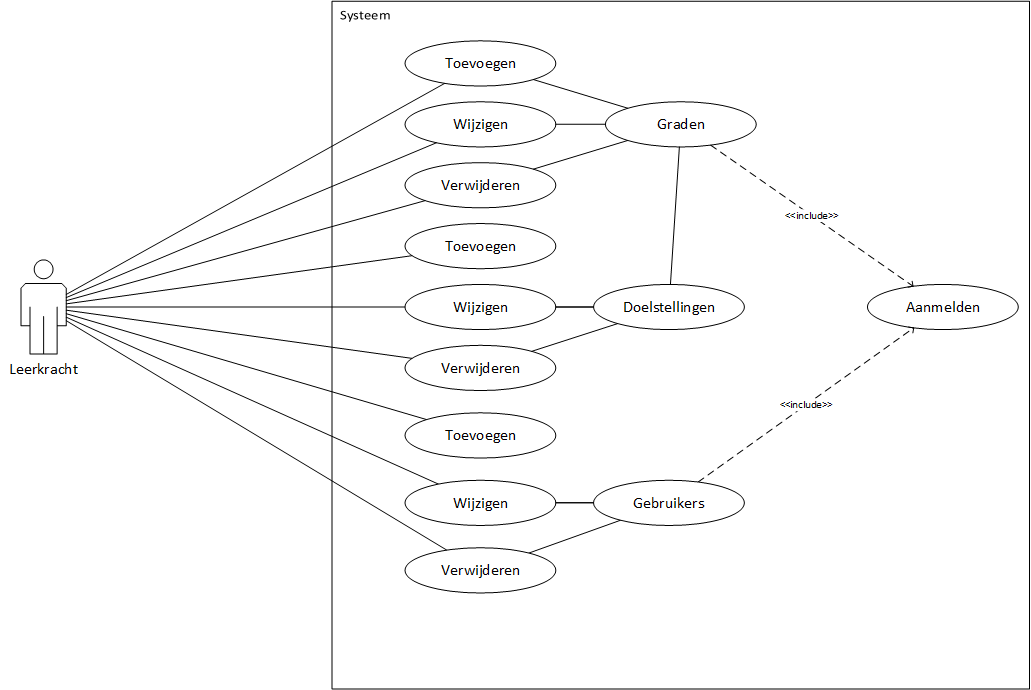 Systeem
Toevoegen
Wijzigen
Graden
Verwijderen
<<include>>
Toevoegen
Wijzigen
Doelstellingen
Aanmelden
Leerkracht
Verwijderen
<<include>>
Toevoegen
Wijzigen
Gebruikers
Verwijderen